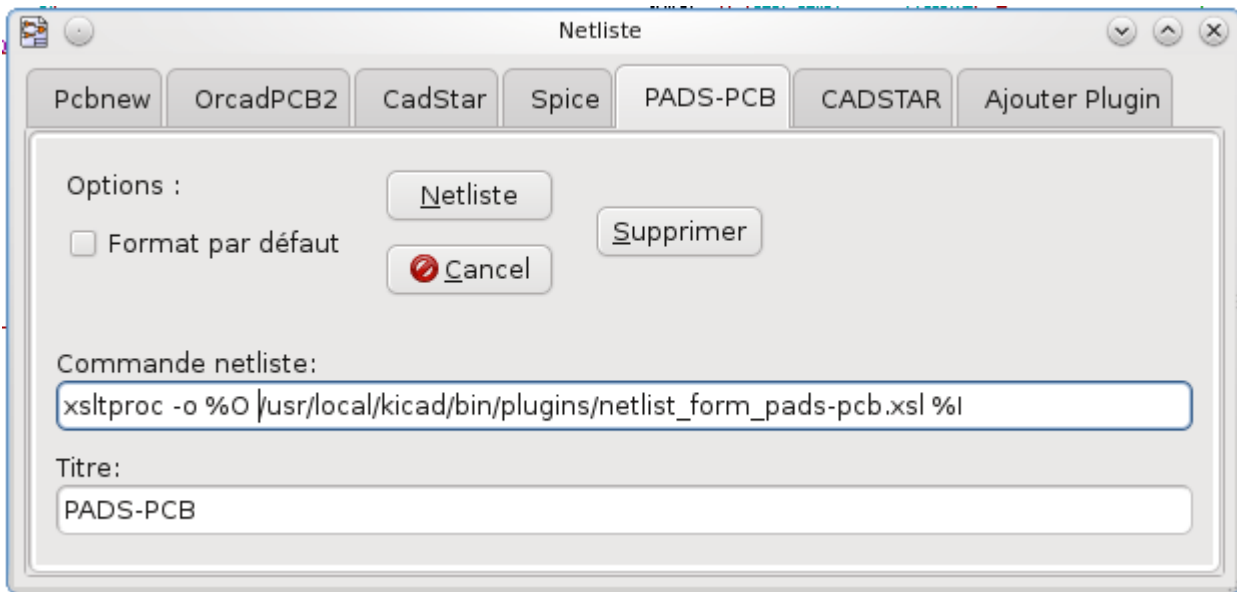 Netliste
Pcbnew OrcadPCB2 CadStar Spice PADS-PCB CADSTAR Ajouter Plugin
Options :
Netliste
Supprimer
Format par défaut
Cancel
Commande netliste:
xsltproc -o %O /usr/local/kicad/bin/plugins/netlist_form_pads-pcb.xsl %I
Titre:
PADS-PCB